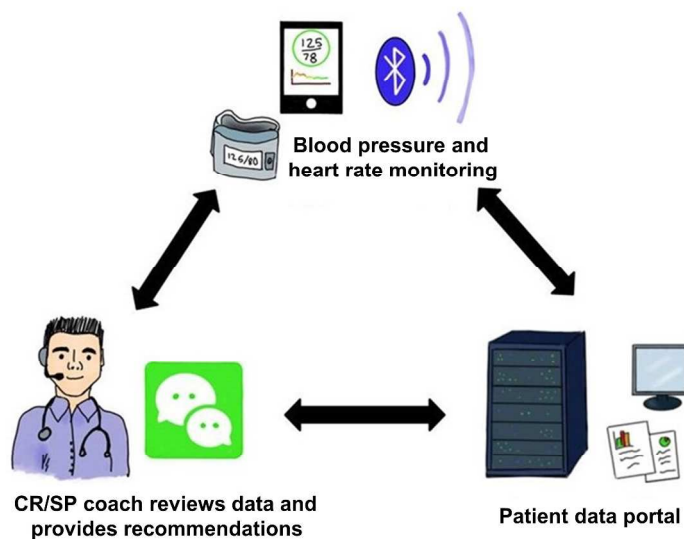 125
78
125/80
Blood pressure and
heart rate monitoring
CR/SP coach reviews data and
provides recommendations
Patient data portal